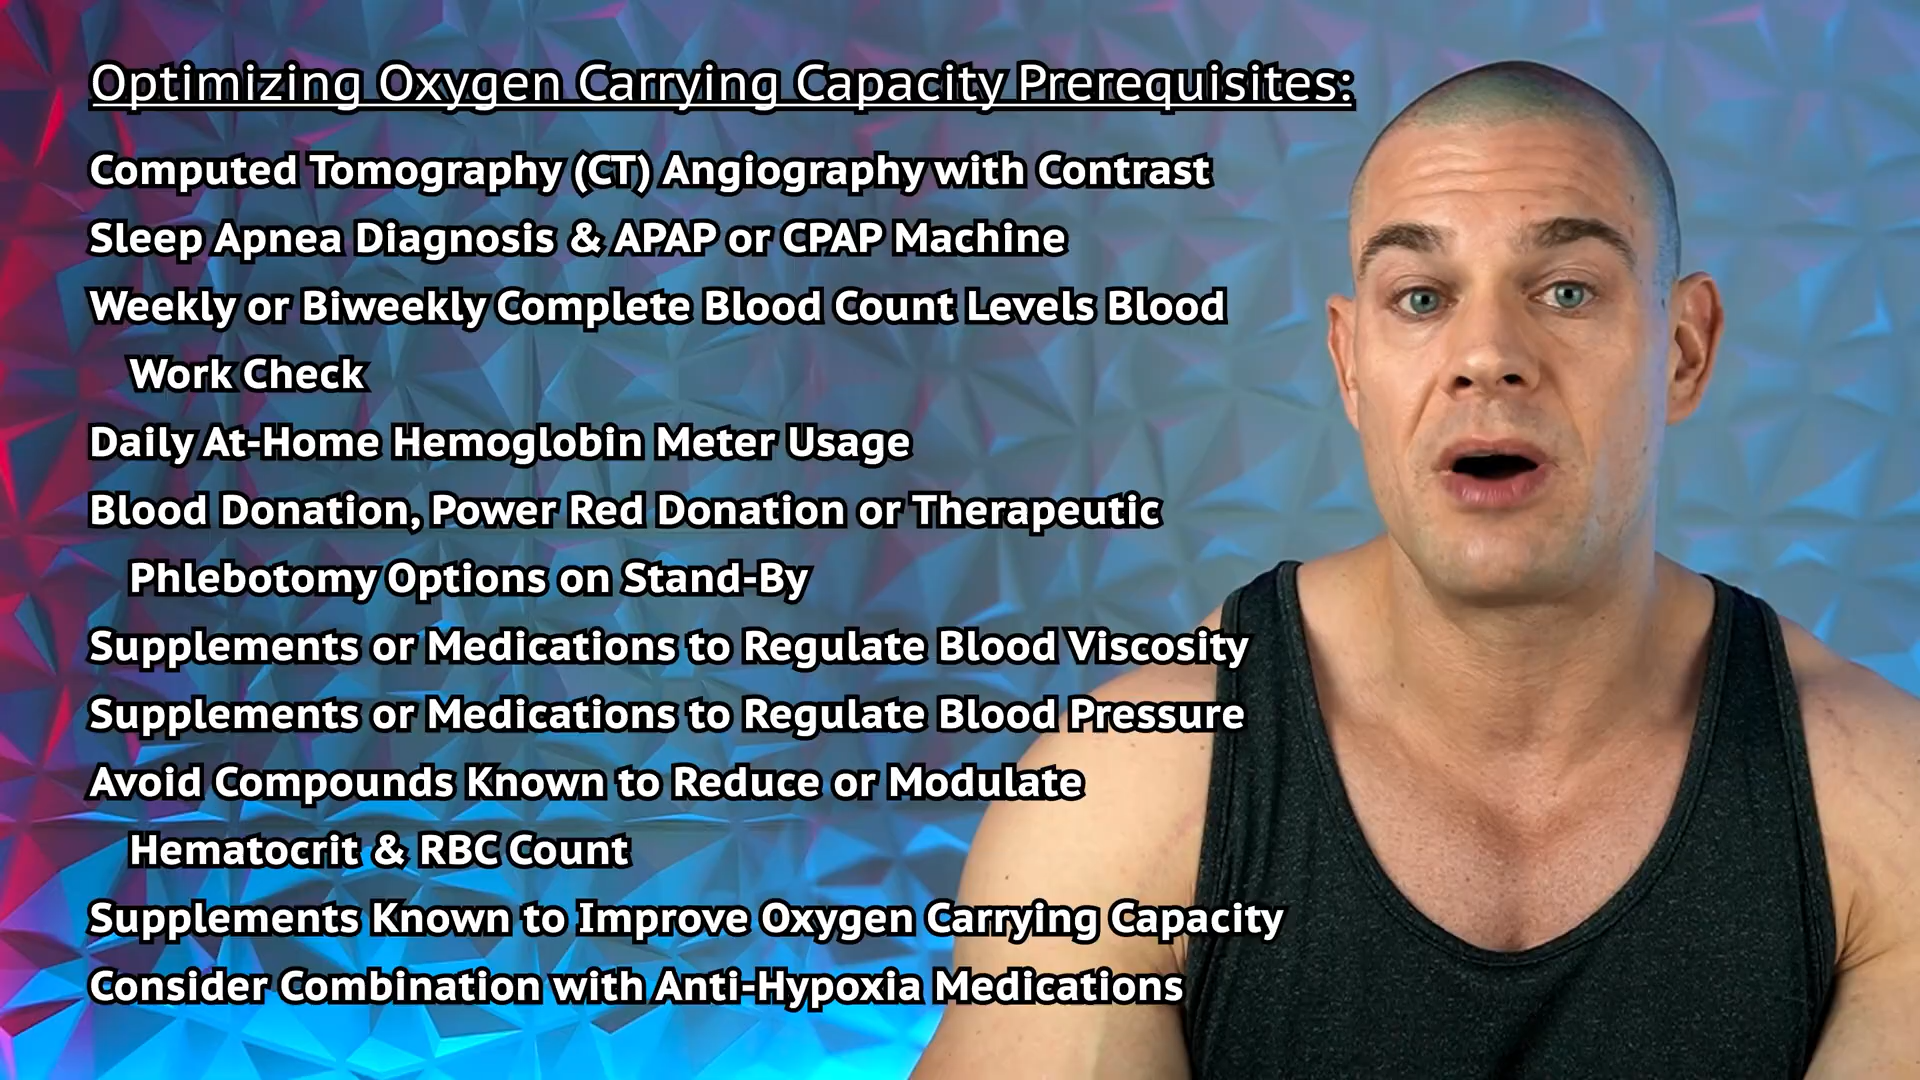 Optimizing Oxygen Carrying Capacity Prerequisites:
Computed Tomography (CT) Angiography with Contrast
Sleep Apnea Diagnosis & APAP or CPAP Machine
Weekly or Biweekly Complete Blood Count Levels Blood
Work Check
Daily At-Home Hemoglobin Meter Usage
Blood Donation, Power Red Donation or Therapeutic
Phlebotomy Options on Stand-By
Supplements or Medications to Regulate Blood Viscosity
Supplements or Medications to Regulate Blood Pressure
Avoid Compounds Known to Reduce or Modulate
Hematocrit & RBC Count
Supplements Known to Improve Oxygen Carrying Capacity
Consider Combination with Anti-Hypoxia Medications